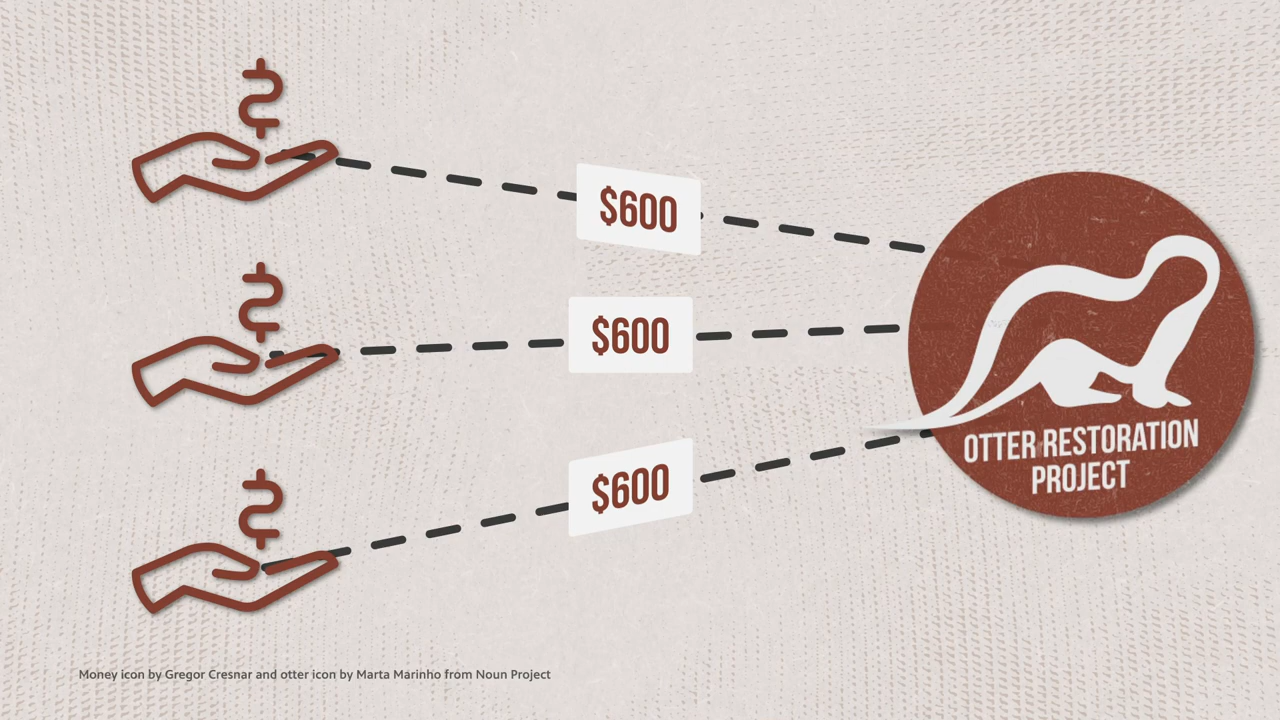 $600
$600
$600
OTTER RESTORATION
PROJECT
Money icon by Gregor Cresnar and otter icon by Marta Marinho from Noun Project